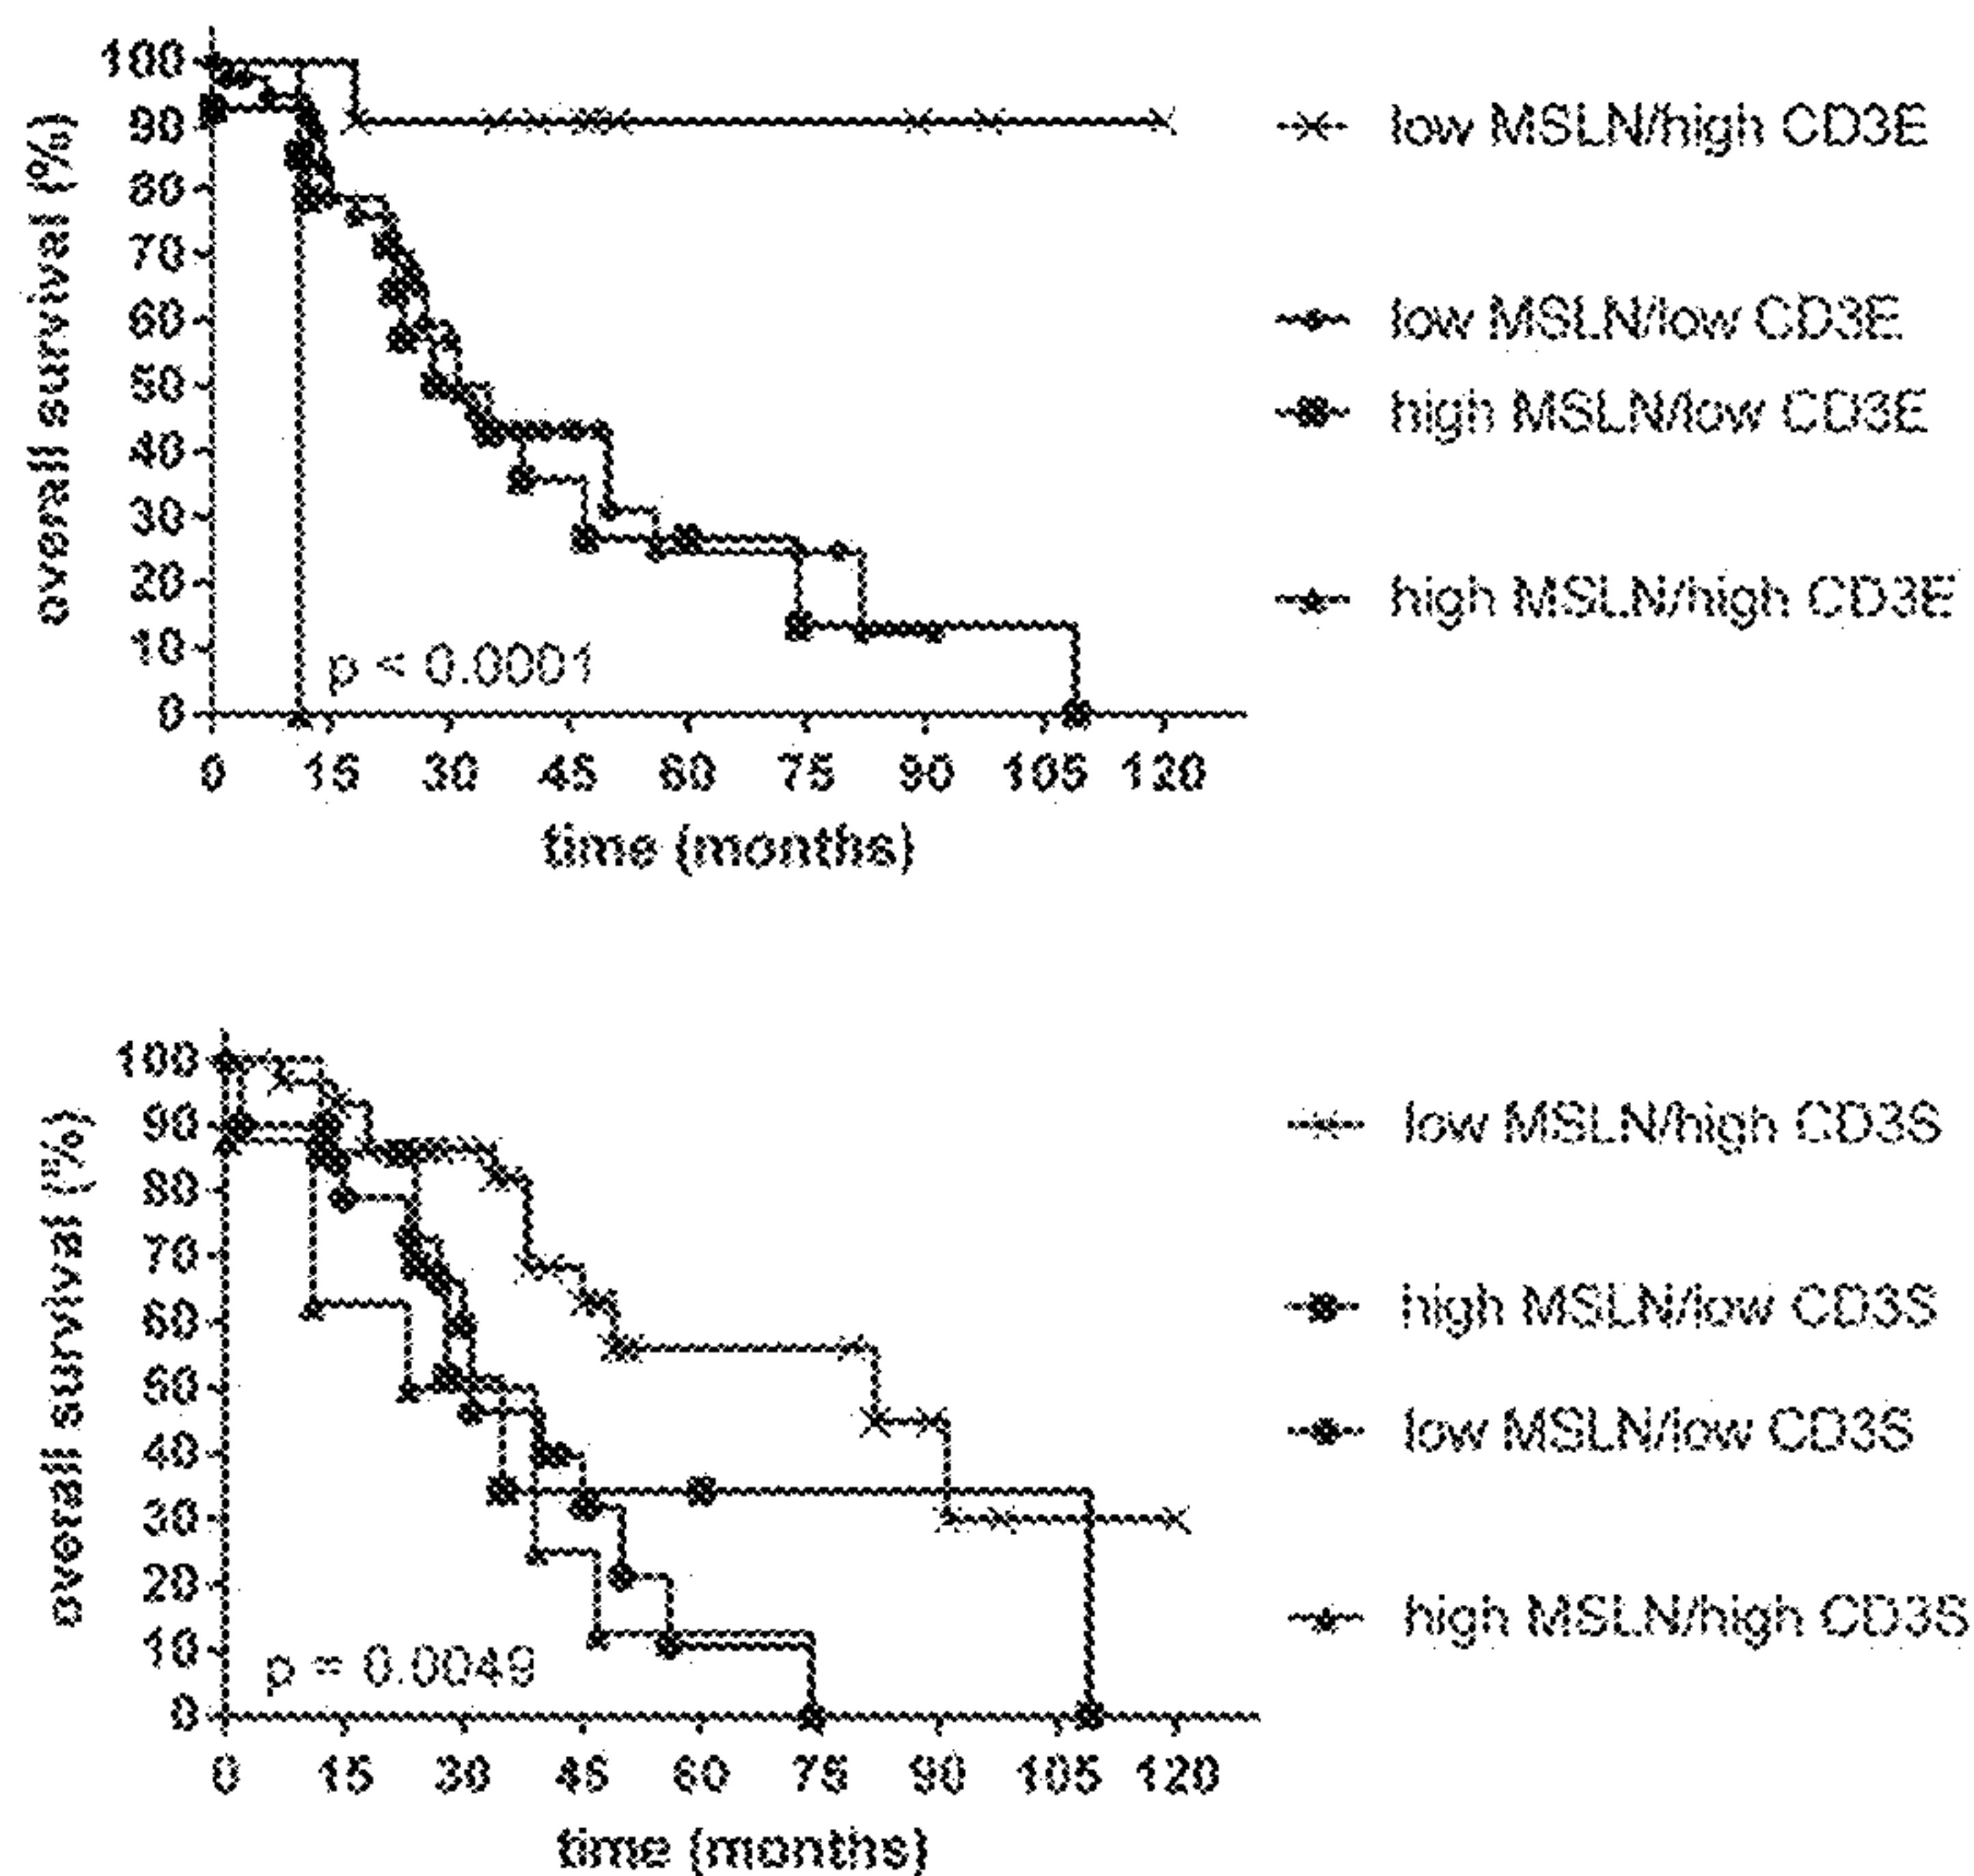 100
90
80
70
60
50
40
30
20
10
0
overall survival (%)
p < 0.0001
0 15 30 45 60 75 90 105 120
time (months)
low MSLN/high CD3E
low MSLN/low CD3E
high MSLN/low CD3E
high MSLN/high CD3E
100
90
80
70
60
50
40
30
20
10
0
overall survival (%)
p = 0.0049
0 15 30 45 60 75 90 105 120
time (months)
low MSLN/high CD3S
high MSLN/low CD3S
low MSLN/low CD3S
high MSLN/high CD3S